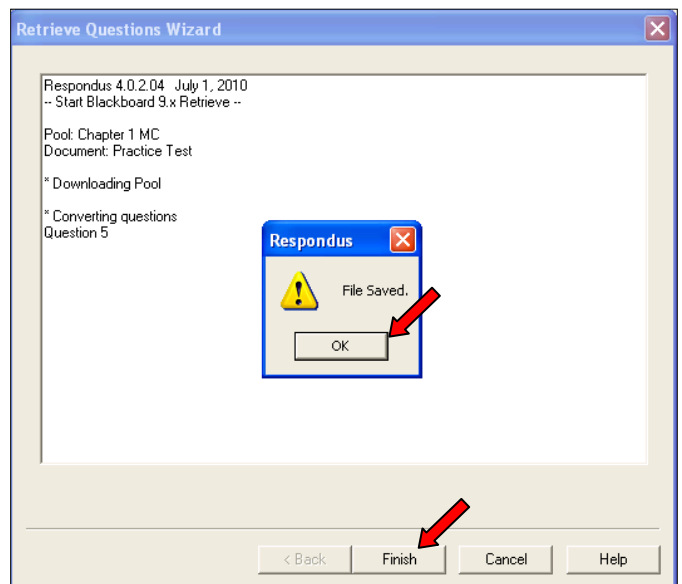 Retrieve Questions Wizard
Respondus 4.0.2.04   July 1, 2010
-- Start Blackboard 9.x Retrieve --
Pool: Chapter 1 MC
Document: Practice Test
* Downloading Pool
* Converting questions
Question 5
Respondus
File Saved.
OK
< Back
Finish
Cancel
Help